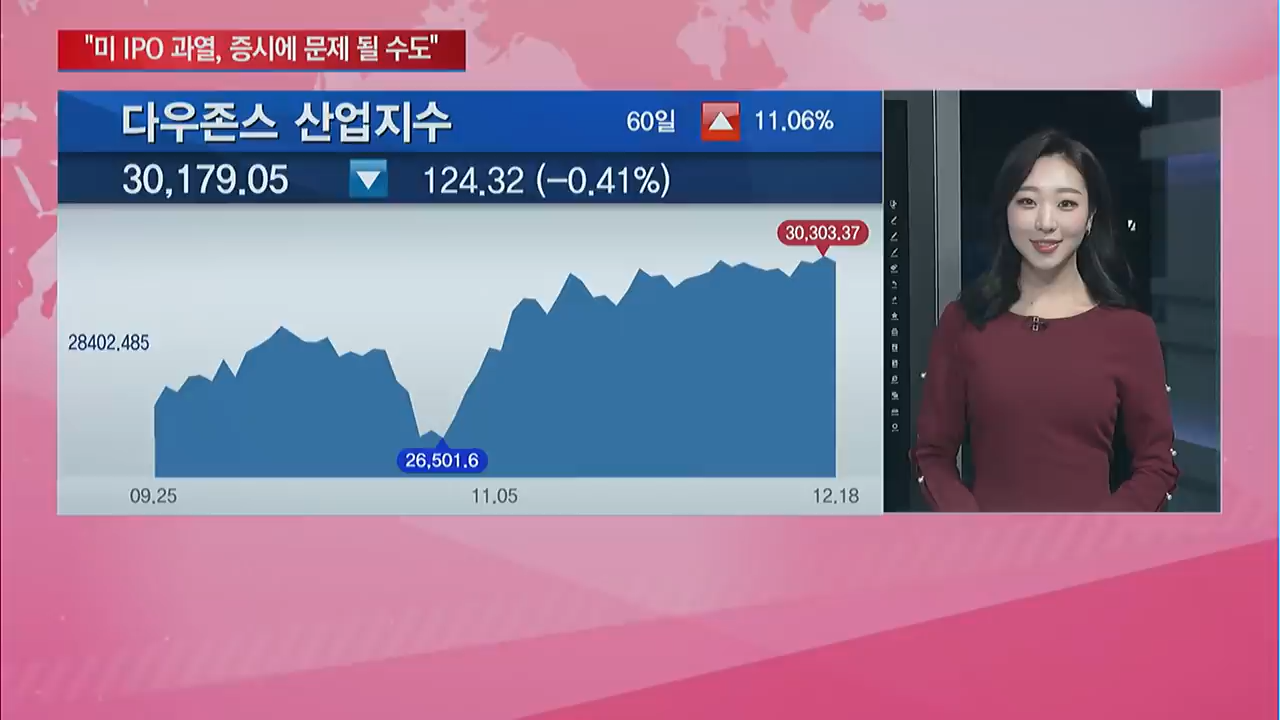 "미 IPO 과열, 증시에 문제 될 수도"
다우존스 산업지수 60일 ▲ 11.06%
30,179.05 ▼ 124.32 (-0.41%)
30,303.37
28402.485
26,501.6
09.25 11.05 12.18